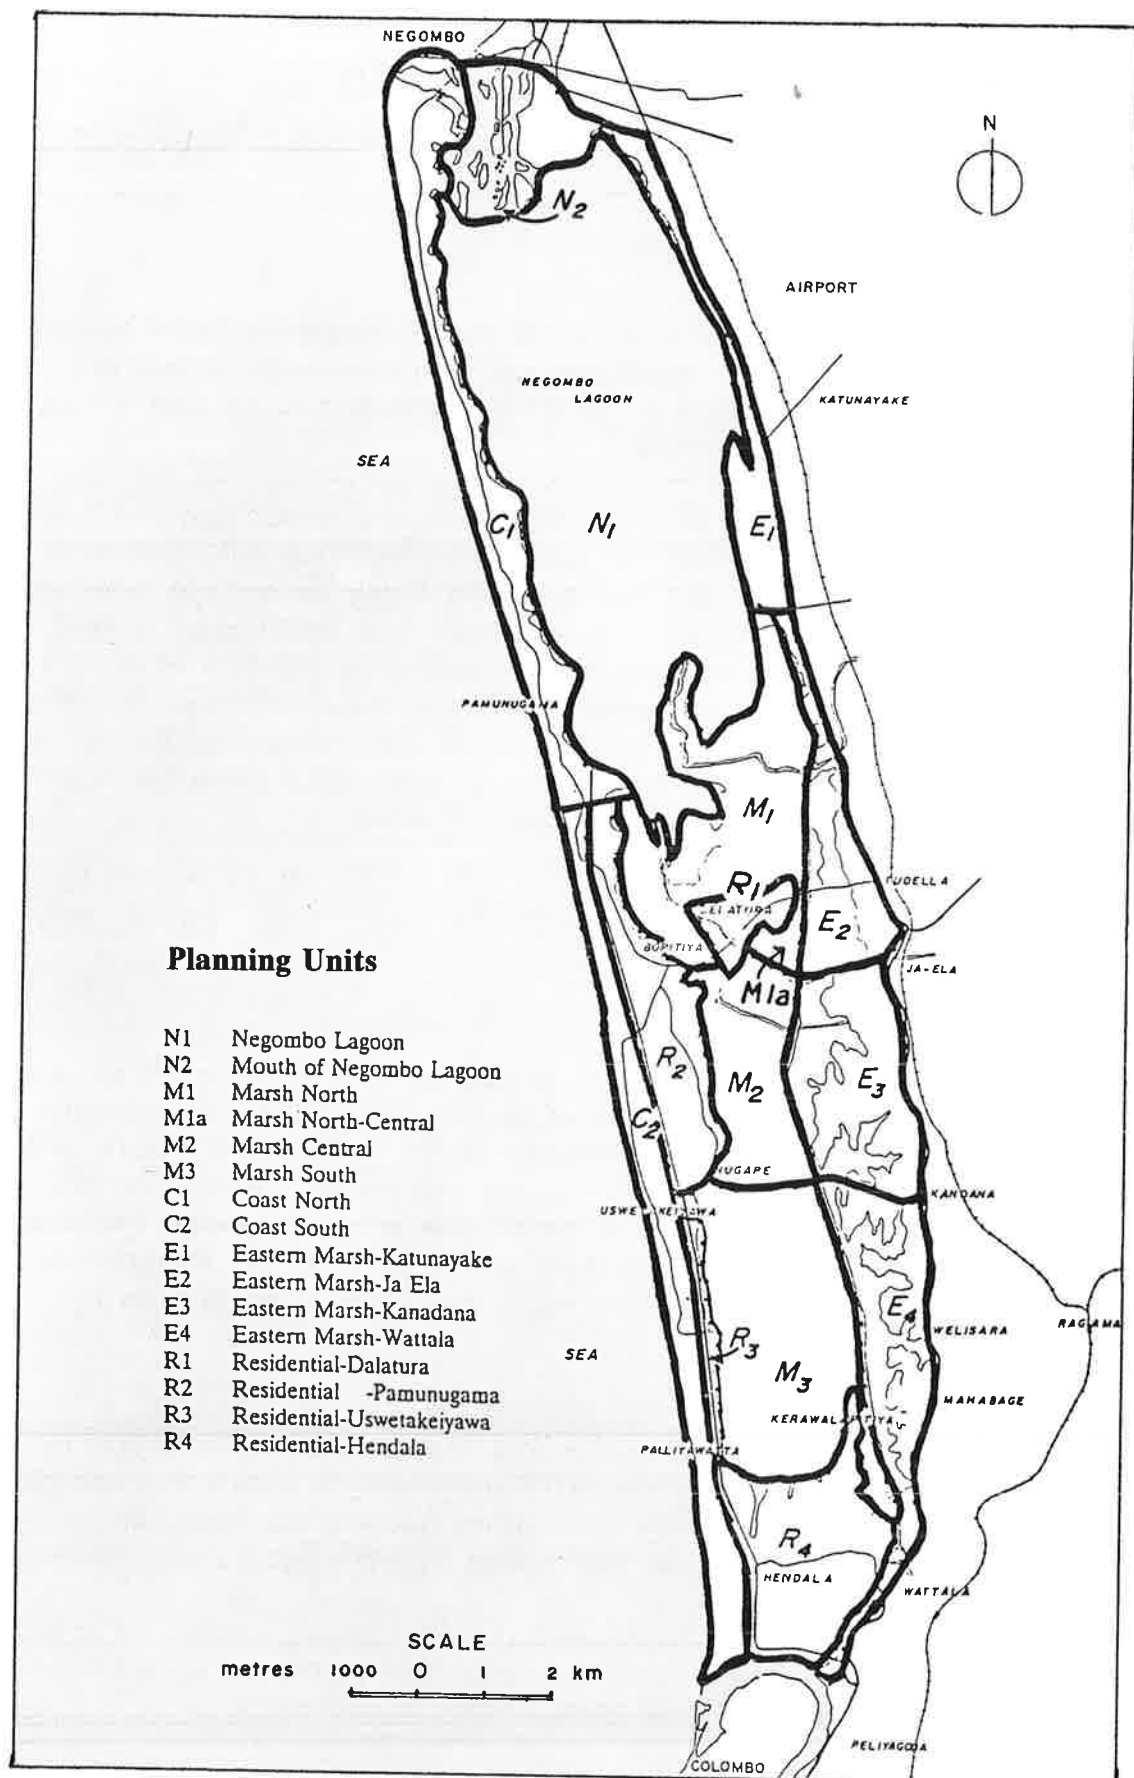 NEGOMBO
N
N2
AIRPORT
NEGOMBO
LAGOON
KATUNAYAKE
SEA
C1
N1
E1
PAMUNUGAMA
M1
R1
TUDELLA
E2
BOPITIYA
JA-ELA
M1a
Planning Units
N1 Negombo Lagoon
N2 Mouth of Negombo Lagoon
M1 Marsh North
M1a Marsh North-Central
M2 Marsh Central
M3 Marsh South
C1 Coast North
C2 Coast South
E1 Eastern Marsh-Katunayake
E2 Eastern Marsh-Ja Ela
E3 Eastern Marsh-Kanadana
E4 Eastern Marsh-Wattala
R1 Residential-Dalatura
R2 Residential -Pamunugama
R3 Residential-Uswetakeiyawa
R4 Residential-Hendala
R2
M2
E3
C2
NUGAPE
KANDANA
USWETAKEIYAWA
E4
WELISARA
RAGAMA
SEA
R3
M3
MAHABAGE
KERAWALAPITIYA
PALLIYAWATTA
R4
HENDALA
WATTALA
SCALE
metres 1000 0 1 2 km
PELIYAGODA
COLOMBO